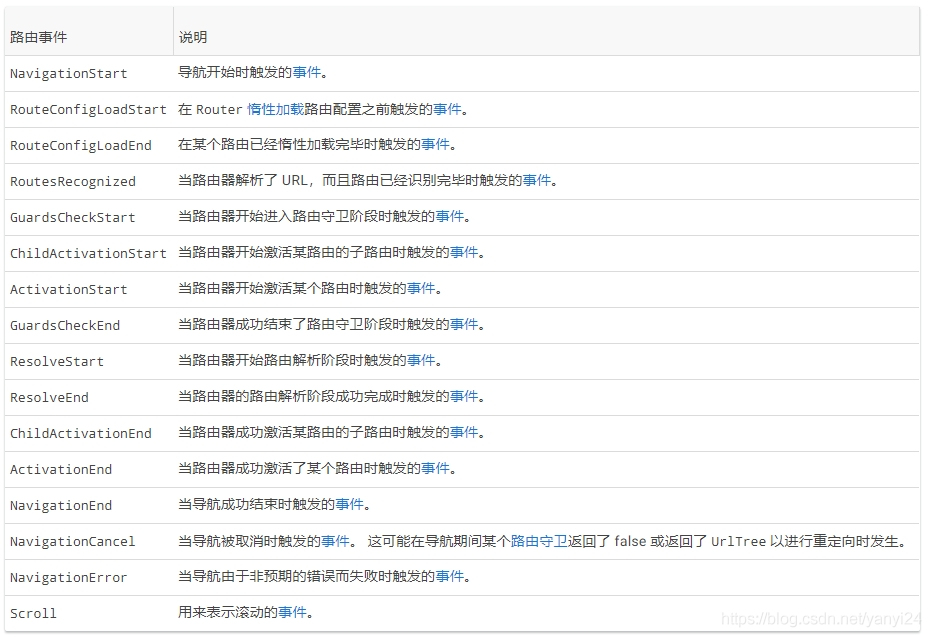 路由事件 说明
NavigationStart 导航开始时触发的事件。
RouteConfigLoadStart 在 Router 惰性加载路由配置之前触发的事件。
RouteConfigLoadEnd 在某个路由已经惰性加载完毕时触发的事件。
RoutesRecognized 当路由器解析了 URL，而且路由已经识别完毕时触发的事件。
GuardsCheckStart 当路由器开始进入路由守卫阶段时触发的事件。
ChildActivationStart 当路由器开始激活某路由的子路由时触发的事件。
ActivationStart 当路由器开始激活某个路由时触发的事件。
GuardsCheckEnd 当路由器成功结束了路由守卫阶段时触发的事件。
ResolveStart 当路由器开始路由解析阶段时触发的事件。
ResolveEnd 当路由器的路由解析阶段成功完成时触发的事件。
ChildActivationEnd 当路由器成功激活某路由的子路由时触发的事件。
ActivationEnd 当路由器成功激活了某个路由时触发的事件。
NavigationEnd 当导航成功结束时触发的事件。
NavigationCancel 当导航被取消时触发的事件。 这可能在导航期间某个路由守卫返回了 false 或返回了 UrlTree 以进行重定向时发生。
NavigationError 当导航由于非预期的错误而失败时触发的事件。
Scroll 用来表示滚动的事件。
https://blog.csdn.net/yanyi24